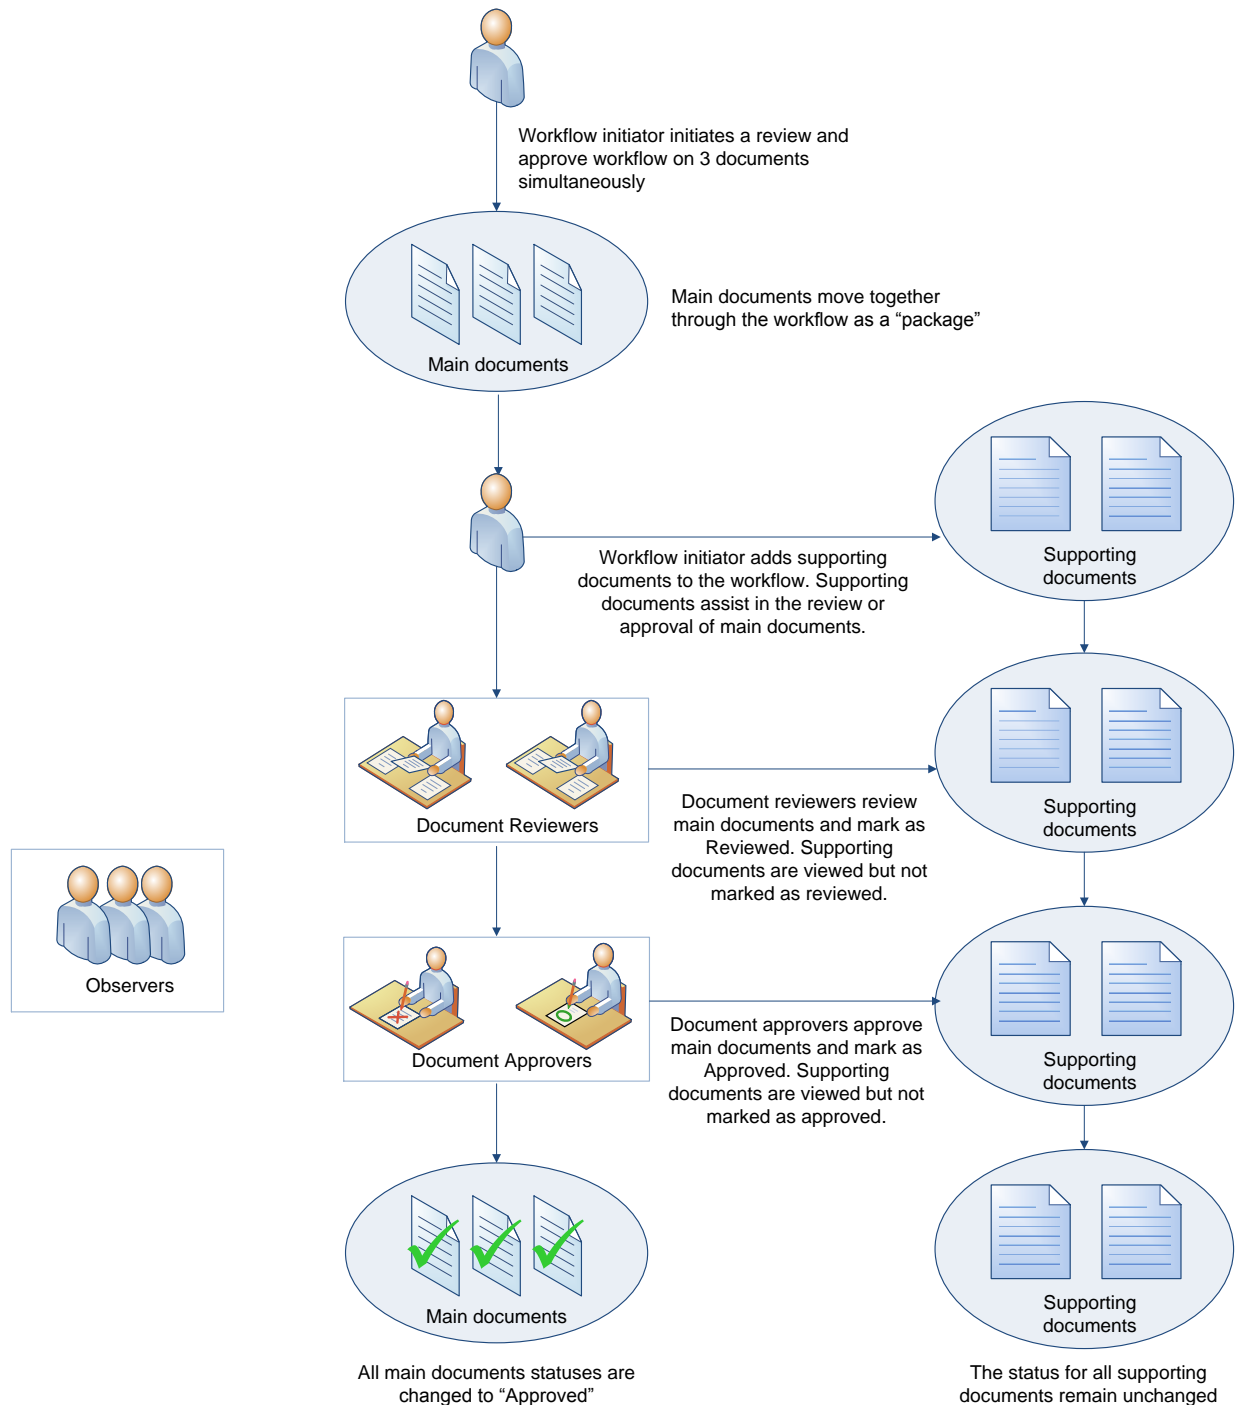 Workflow initiator initiates a review and
approve workflow on 3 documents
simultaneously
Main documents
Main documents move together
through the workflow as a “package”
Workflow initiator adds supporting
documents to the workflow. Supporting
documents assist in the review or
approval of main documents.
Supporting
documents
Document Reviewers
Document reviewers review
main documents and mark as
Reviewed. Supporting
documents are viewed but not
marked as reviewed.
Supporting
documents
Observers
Document Approvers
Document approvers approve
main documents and mark as
Approved. Supporting
documents are viewed but not
marked as approved.
Supporting
documents
Main documents
Supporting
documents
All main documents statuses are
changed to “Approved”
The status for all supporting
documents remain unchanged